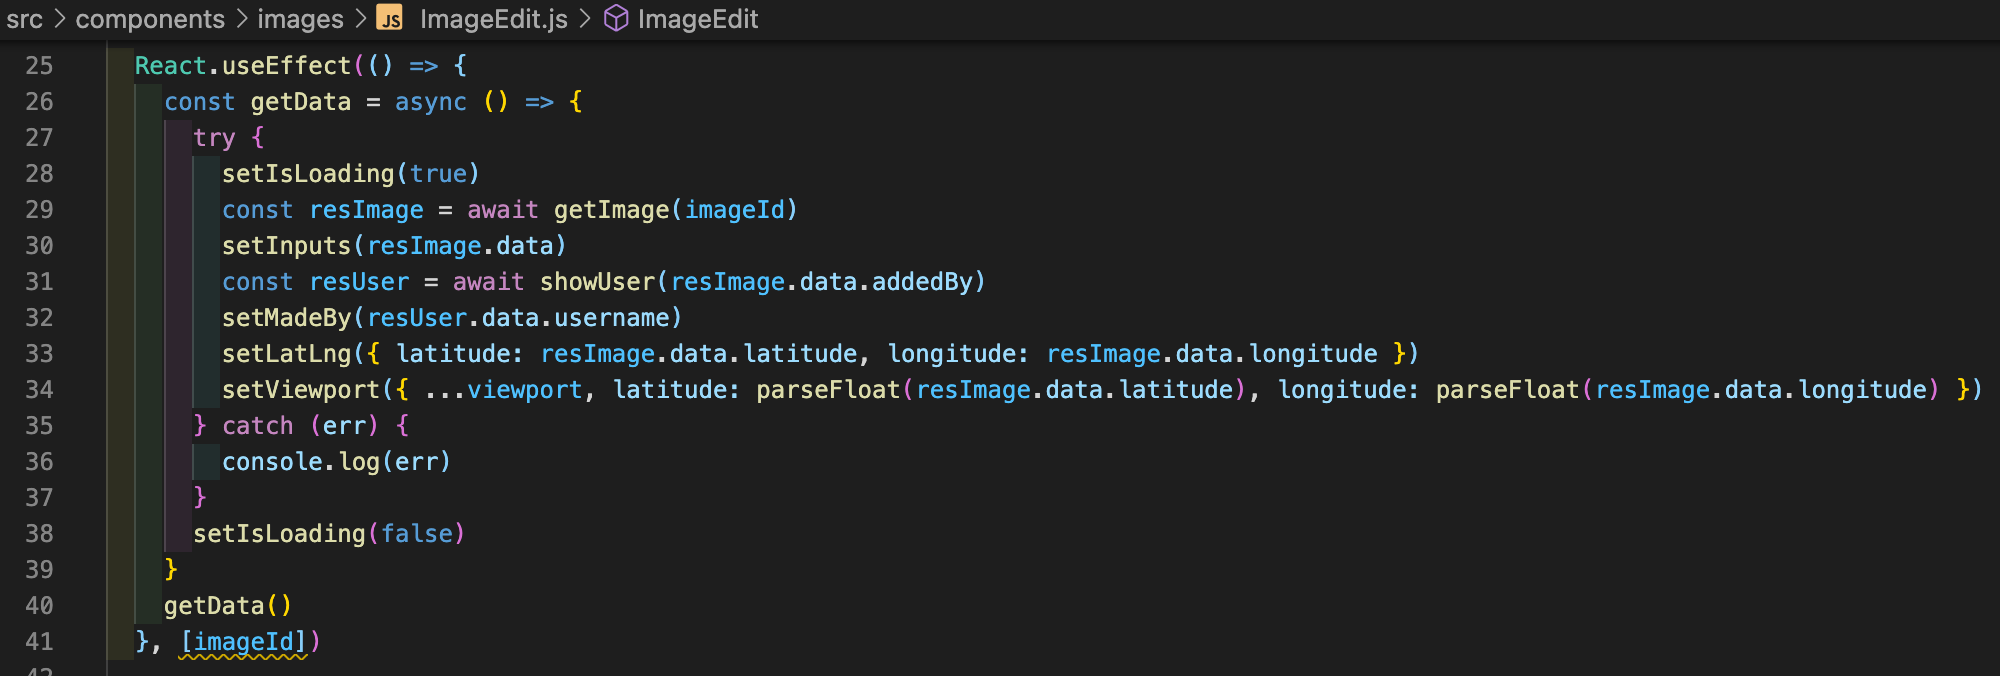 src > components > images > JS ImageEdit.js > ImageEdit
25 React.useEffect(() => {
26 const getData = async () => {
27 try {
28 setIsLoading(true)
29 const resImage = await getImage(imageId)
30 setInputs(resImage.data)
31 const resUser = await showUser(resImage.data.addedBy)
32 setMadeBy(resUser.data.username)
33 setLatLng({ latitude: resImage.data.latitude, longitude: resImage.data.longitude })
34 setViewport({ ...viewport, latitude: parseFloat(resImage.data.latitude), longitude: parseFloat(resImage.data.longitude) })
35 } catch (err) {
36 console.log(err)
37 }
38 setIsLoading(false)
39 }
40 getData()
41 }, [imageId])